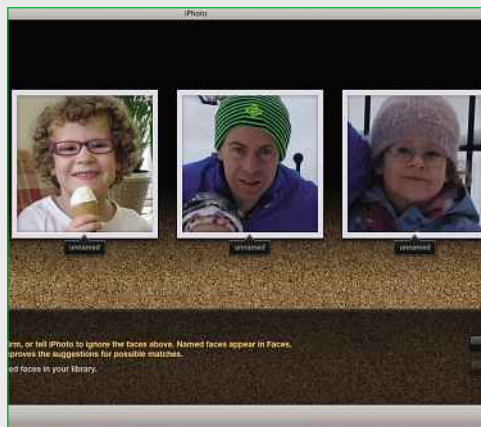 iPhoto
unnamed
unnamed
unnamed
irm, or tell iPhoto to ignore the faces above. Named faces appear in Faces.
nproves the suggestions for possible matches.
ed faces in your library.